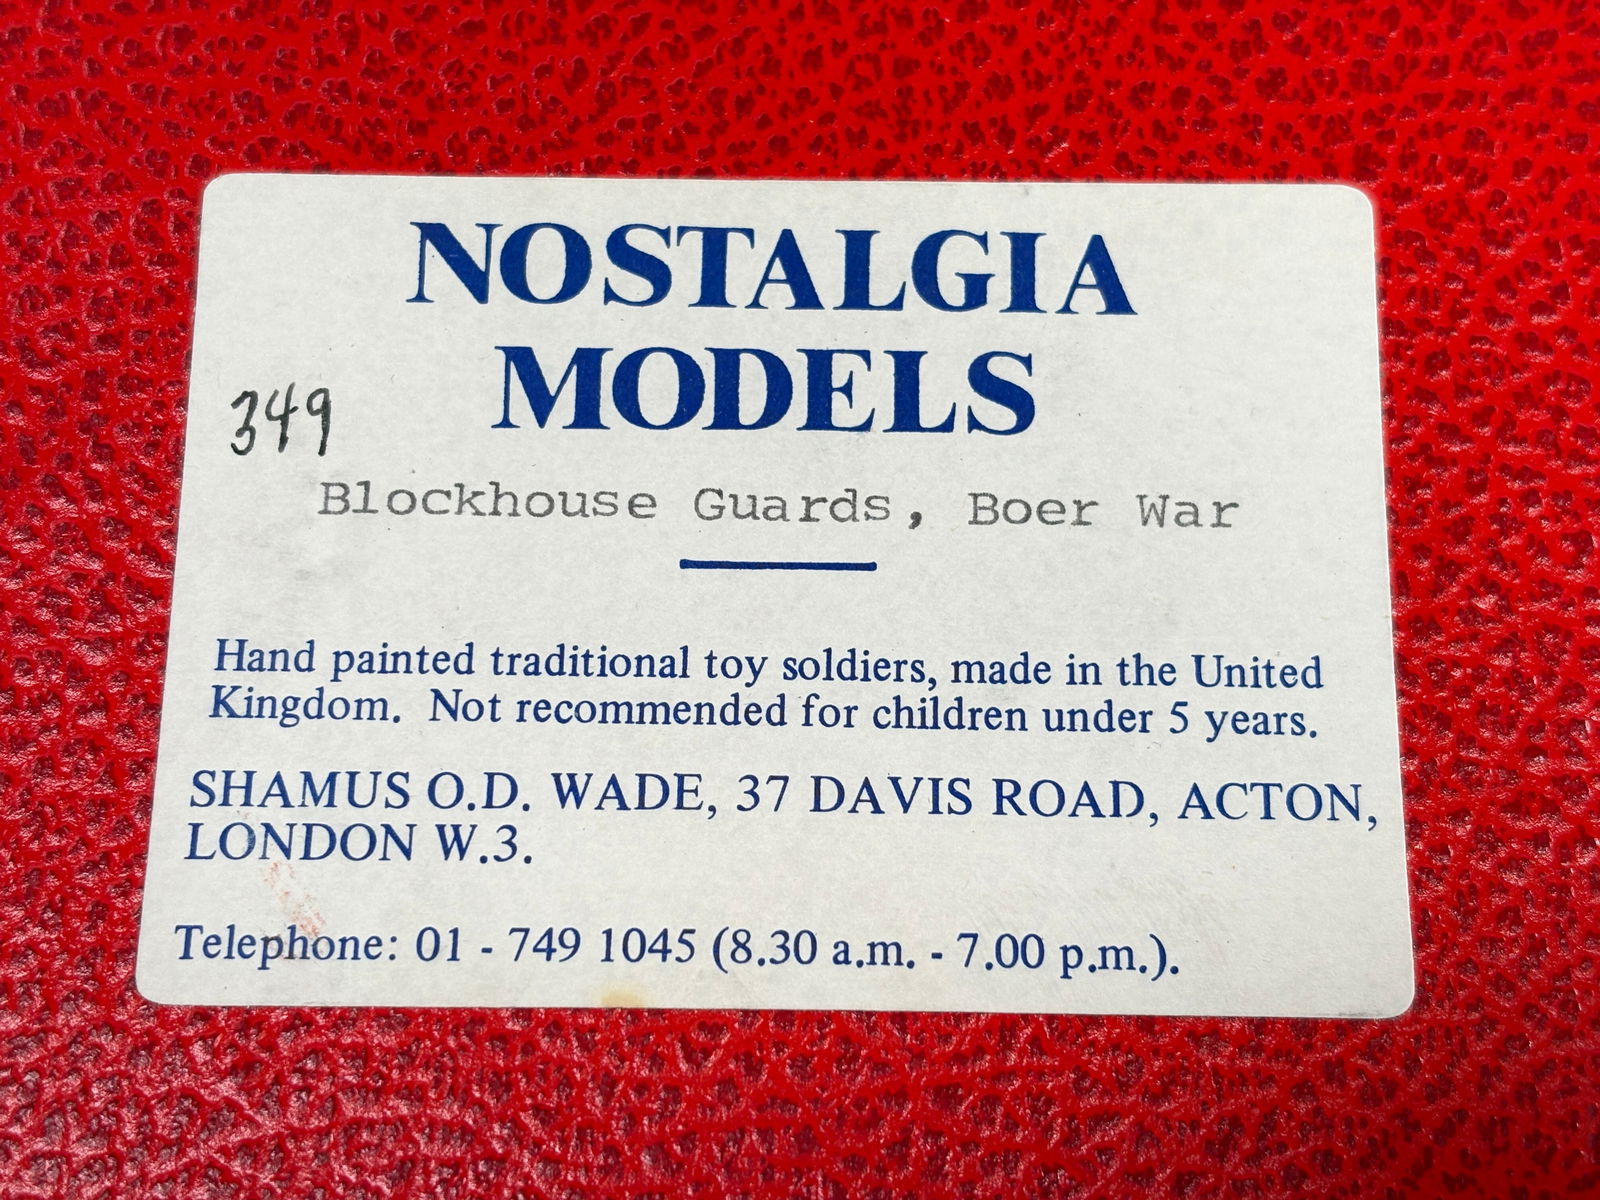 NOSTALGIA
MODELS
349
Blockhouse Guards, Boer War
Hand painted traditional toy soldiers, made in the United
Kingdom. Not recommended for children under 5 years.
SHAMUS O.D. WADE, 37 DAVIS ROAD, ACTON,
LONDON W.3.
Telephone: 01 - 749 1045 (8.30 a.m. - 7.00 p.m.).